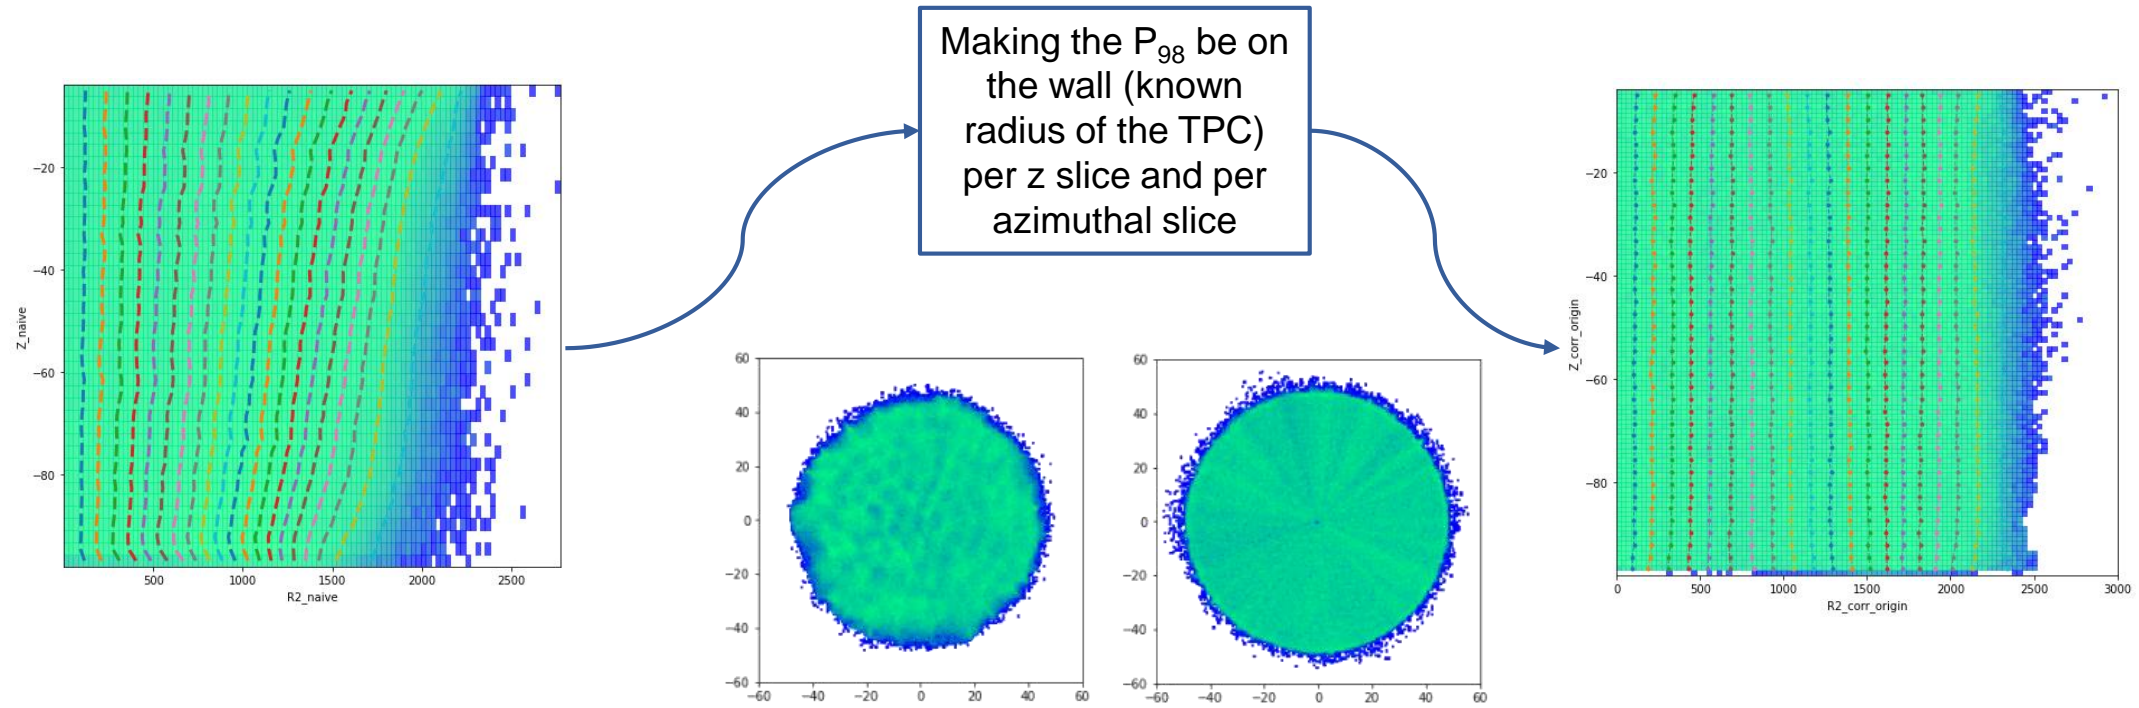 Making the P98 be on
the wall (known
radius of the TPC)
per z slice and per
azimuthal slice
−20
−40
−60
−80
Z_naive
500 1000 1500 2000 2500
R2_naive
60
40
20
0
−20
−40
−60
−60 −40 −20 0 20 40 60
60
40
20
0
−20
−40
−60
−60 −40 −20 0 20 40 60
−20
−40
−60
−80
Z_corr_origin
0 500 1000 1500 2000 2500 3000
R2_corr_origin